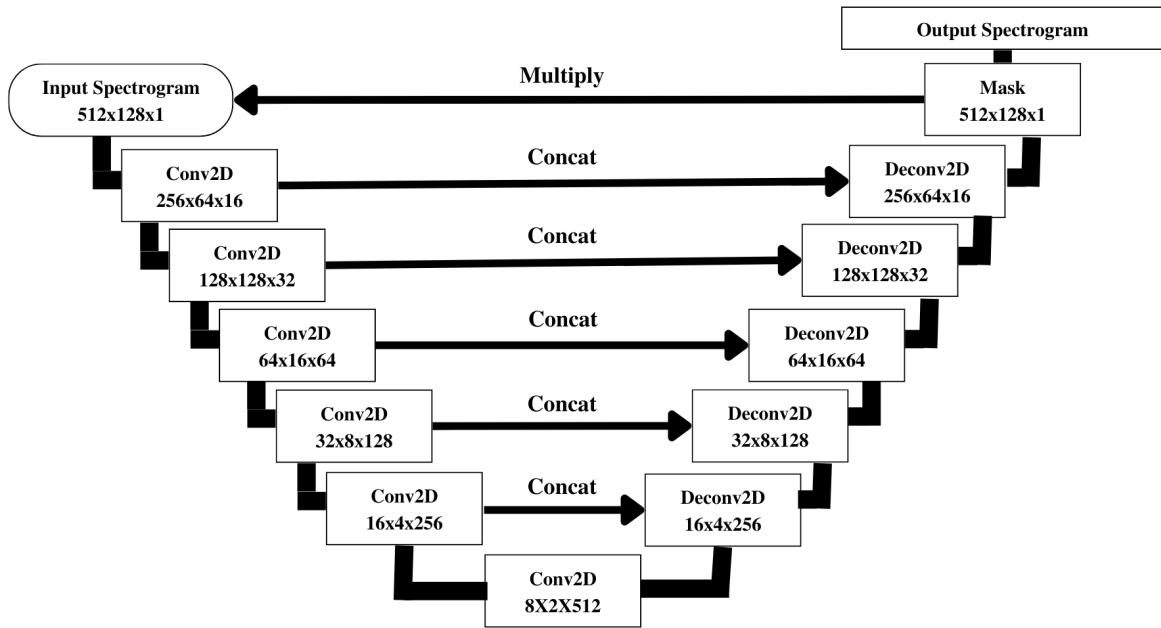 Output Spectrogram
Input Spectrogram
512x128x1
Multiply
Mask
512x128x1
Conv2D
256x64x16
Concat
Deconv2D
256x64x16
Conv2D
128x128x32
Concat
Deconv2D
128x128x32
Conv2D
64x16x64
Concat
Deconv2D
64x16x64
Conv2D
32x8x128
Concat
Deconv2D
32x8x128
Conv2D
16x4x256
Concat
Deconv2D
16x4x256
Conv2D
8X2X512